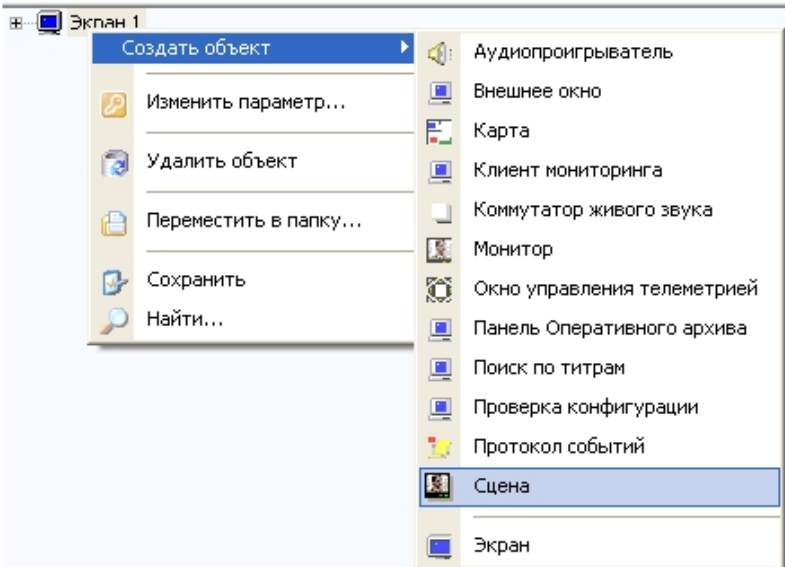 Экран 1
Создать объект
Изменить параметр...
Удалить объект
Переместить в папку...
Сохранить
Найти...
Аудиопроигрыватель
Внешнее окно
Карта
Клиент мониторинга
Коммутатор живого звука
Монитор
Окно управления телеметрией
Панель Оперативного архива
Поиск по титрам
Проверка конфигурации
Протокол событий
Сцена
Экран